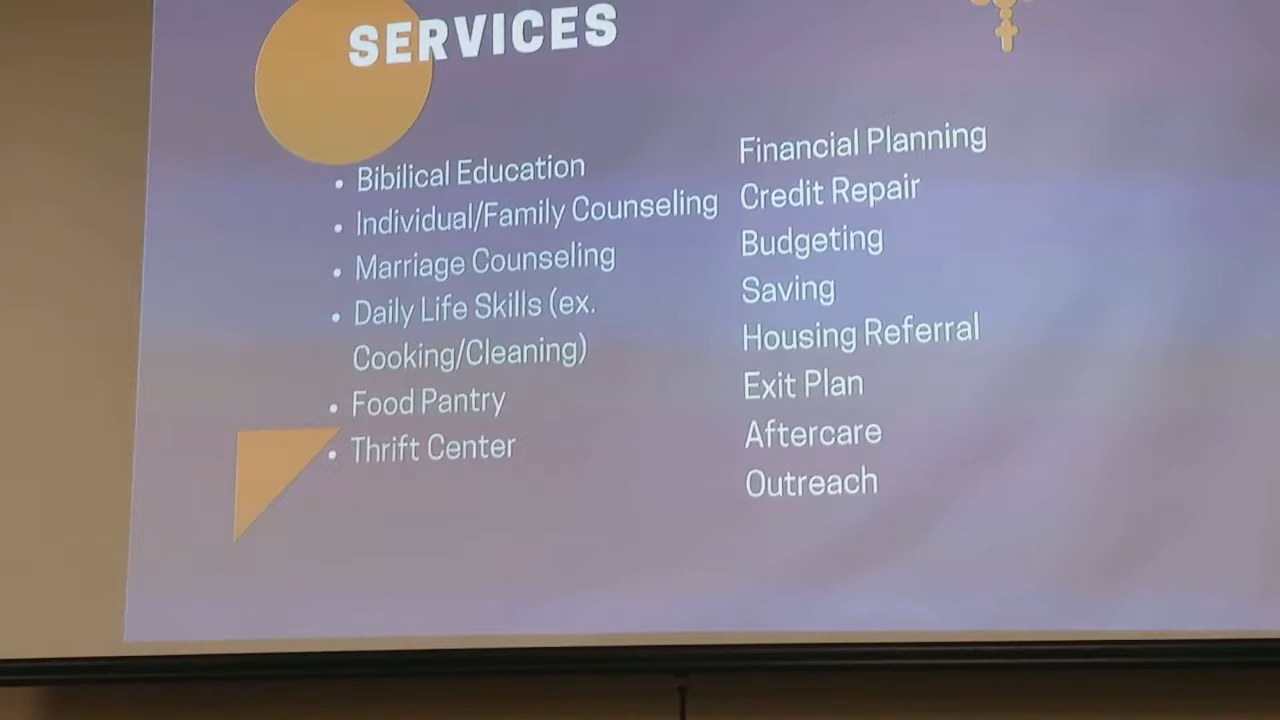 SERVICES
• Bibilical Education
• Individual/Family Counseling
• Marriage Counseling
• Daily Life Skills (ex.
Cooking/Cleaning)
• Food Pantry
• Thrift Center
Financial Planning
Credit Repair
Budgeting
Saving
Housing Referral
Exit Plan
Aftercare
Outreach